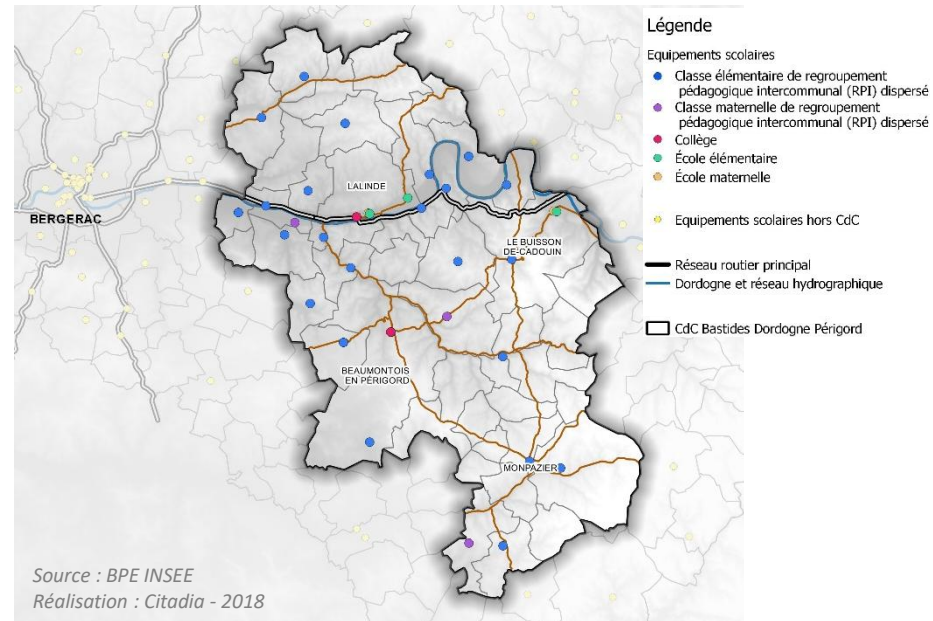 Légende
Equipements scolaires
Classe élémentaire de regroupement
pédagogique intercommunal (RPI) dispersé
Classe maternelle de regroupement
pédagogique intercommunal (RPI) dispersé
Collège
École élémentaire
École maternelle
Equipements scolaires hors CdC
Réseau routier principal
Dordogne et réseau hydrographique
CdC Bastides Dordogne Périgord
LALINDE
BERGERAC
LE BUISSON
DE-CADOUIN
BEAUMONTOIS
EN PÉRIGORD
MONPAZIER
Source : BPE INSEE
Réalisation : Citadia - 2018